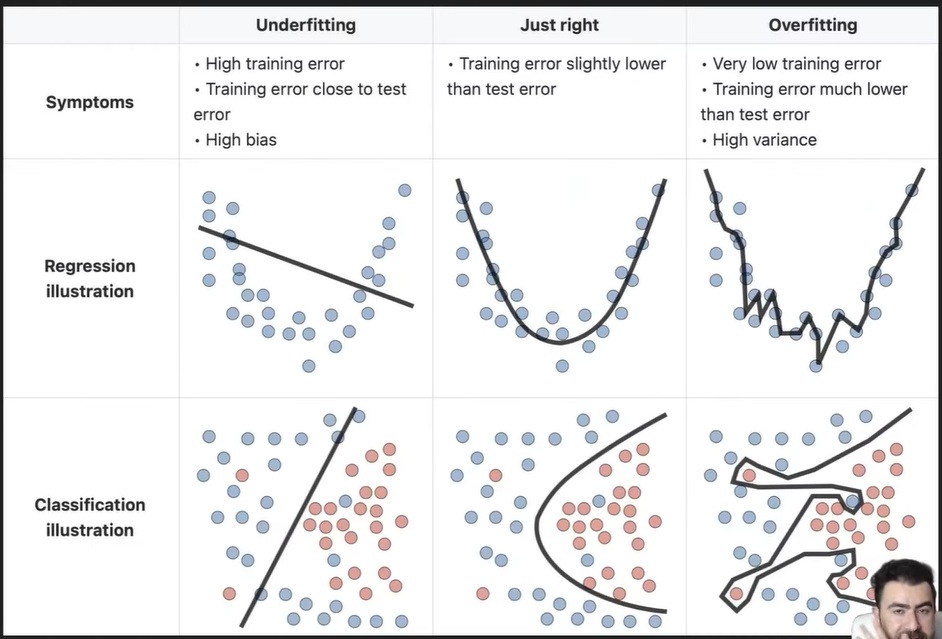 Underfitting
Just right
Overfitting
Symptoms
• High training error
• Training error close to test
error
• High bias
• Training error slightly lower
than test error
• Very low training error
• Training error much lower
than test error
• High variance
Regression
illustration
Classification
illustration